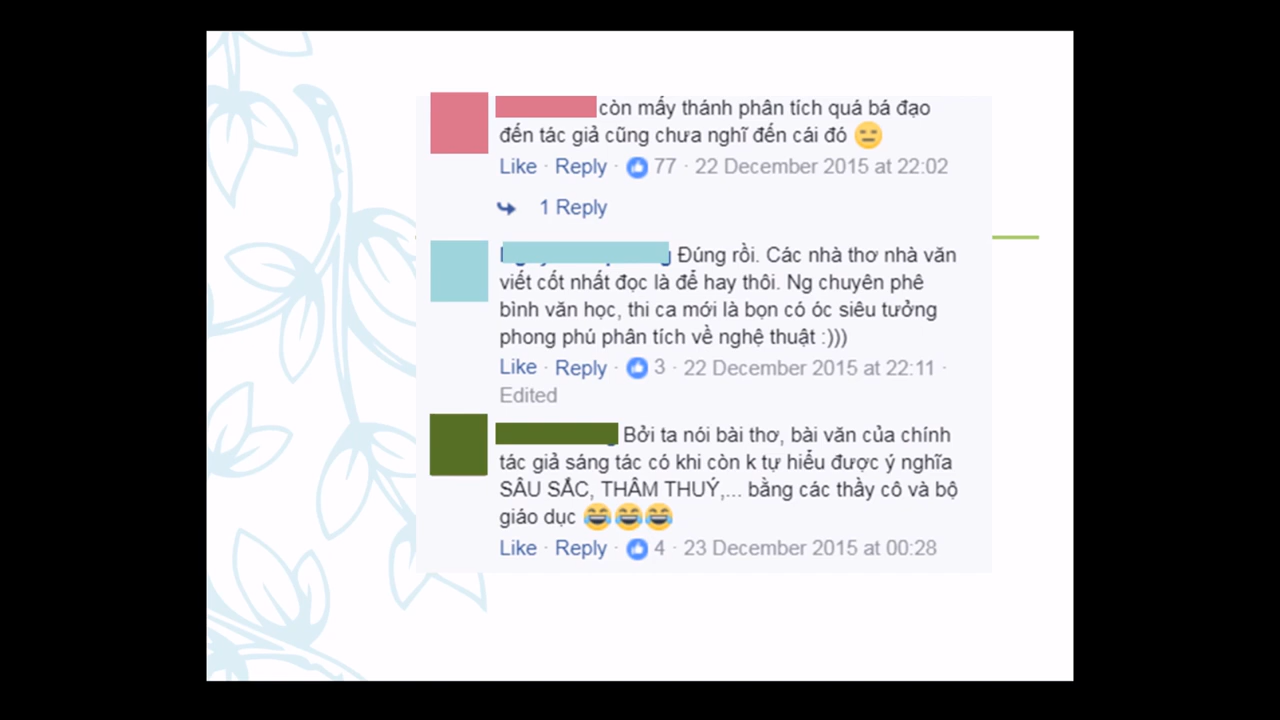 còn mấy thánh phân tích quá bá đạo
đến tác giả cũng chưa nghĩ đến cái đó 😑
Like · Reply · 77 · 22 December 2015 at 22:02
1 Reply
Đúng rồi. Các nhà thơ nhà văn
viết cốt nhất đọc là để hay thôi. Ng chuyên phê
bình văn học, thi ca mới là bọn có óc siêu tưởng
phong phú phân tích về nghệ thuật :)))
Like · Reply · 3 · 22 December 2015 at 22:11 ·
Edited
Bởi ta nói bài thơ, bài văn của chính
tác giả sáng tác có khi còn k tự hiểu được ý nghĩa
SÂU SẮC, THÂM THUÝ,... bằng các thầy cô và bộ
giáo dục 😂😂😂
Like · Reply · 4 · 23 December 2015 at 00:28